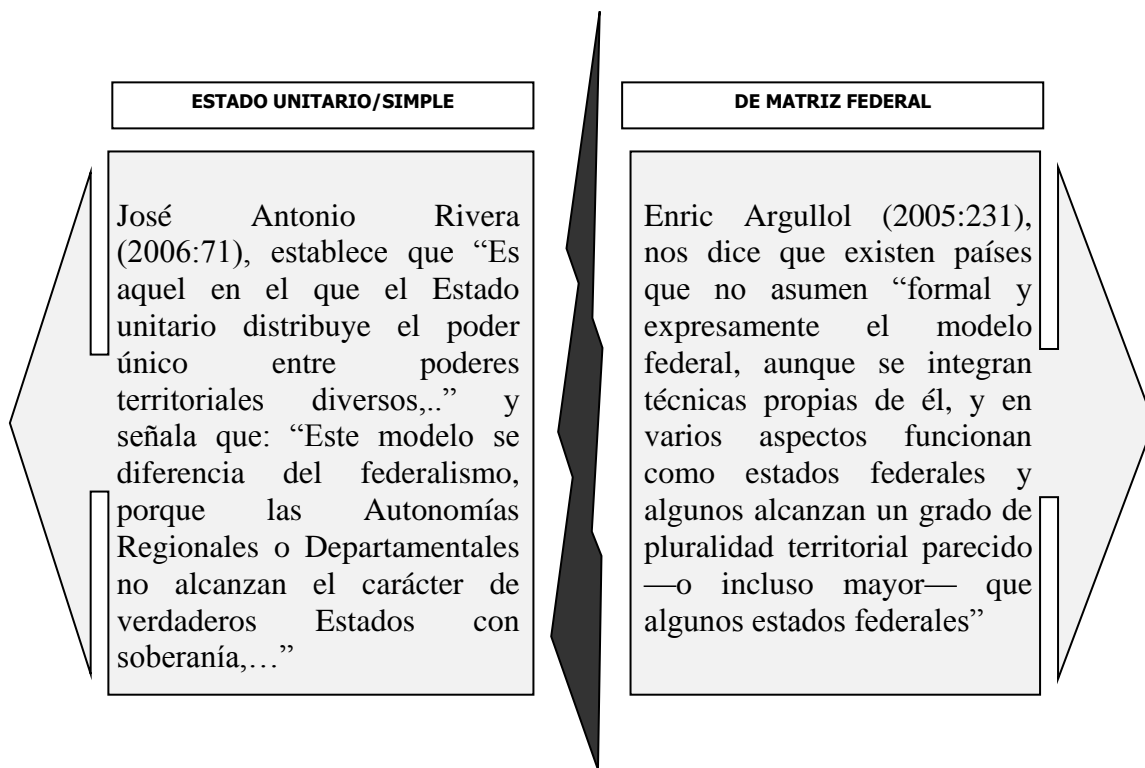 ESTADO UNITARIO/SIMPLE
José Antonio Rivera
(2006:71), establece que “Es
aquel en el que el Estado
unitario distribuye el poder
único entre poderes
territoriales diversos,..” y
señala que: “Este modelo se
diferencia del federalismo,
porque las Autonomías
Regionales o Departamentales
no alcanzan el carácter de
verdaderos Estados con
soberanía,…”
DE MATRIZ FEDERAL
Enric Argullol (2005:231),
nos dice que existen países
que no asumen “formal y
expresamente el modelo
federal, aunque se integran
técnicas propias de él, y en
varios aspectos funcionan
como estados federales y
algunos alcanzan un grado de
pluralidad territorial parecido
—o incluso mayor— que
algunos estados federales”